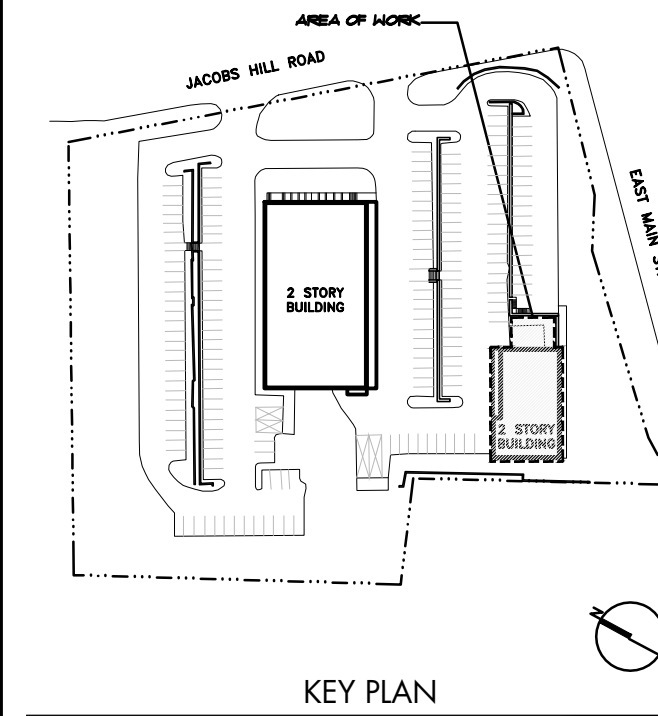 AREA OF WORK
JACOBS HILL ROAD
EAST MAIN
2 STORY
BUILDING
2 STORY
BUILDING
N
KEY PLAN